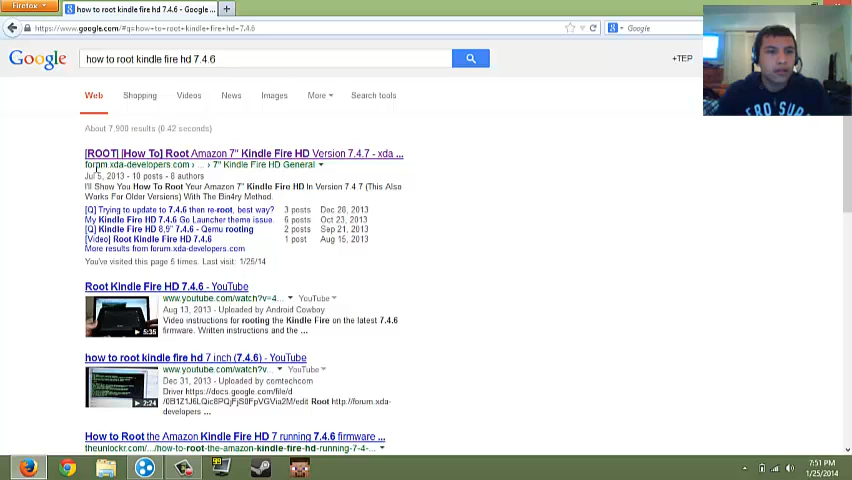 Firefox
how to root kindle fire hd 7.4.6 - Google ...
https://www.google.com/#q=how+to+root+kindle+fire+hd+7.4.6
Google
Google
how to root kindle fire hd 7.4.6
+TEP
Web Shopping Videos News Images More Search tools
About 7,900 results (0.42 seconds)
[ROOT] [How To] Root Amazon 7" Kindle Fire HD Version 7.4.7 - xda ...
forum.xda-developers.com › ... › 7" Kindle Fire HD General
Jul 5, 2013 - 10 posts - 8 authors
I'll Show You How To Root Your Amazon 7" Kindle Fire HD In Version 7.4.7 (This Also
Works For Older Versions) With The Bin4ry Method.
[Q] Trying to update to 7.4.6 then re-root, best way? 3 posts Dec 26, 2013
My Kindle Fire HD 7.4.6 Go Launcher theme issue. 6 posts Oct 23, 2013
[Q] Kindle Fire HD 8,9" 7.4.6 - Qemu rooting 2 posts Sep 21, 2013
[Video] Root Kindle Fire HD 7.4.6 1 post Aug 15, 2013
More results from forum.xda-developers.com
You've visited this page 5 times. Last visit: 1/25/14
Root Kindle Fire HD 7.4.6 - YouTube
www.youtube.com/watch?v=4... YouTube
5:35
Aug 13, 2013 - Uploaded by Android Cowboy
Video instructions for rooting the Kindle Fire on the latest 7.4.6
firmware. Written instructions and the ...
how to root kindle fire hd 7 inch (7.4.6) - YouTube
www.youtube.com/watch?v... YouTube
2:24
Dec 31, 2013 - Uploaded by comtechcom
Driver https://docs.google.com/file/d
/0B1Z1J6LQic8PQjFjS0FpVGVia2M/edit Root http://forum.xda-
developers ...
How to Root the Amazon Kindle Fire HD 7 running 7.4.6 firmware ...
theunlockr.com/.../how-to-root-the-amazon-kindle-fire-hd-running-7-4-...
7:51 PM
1/25/2014